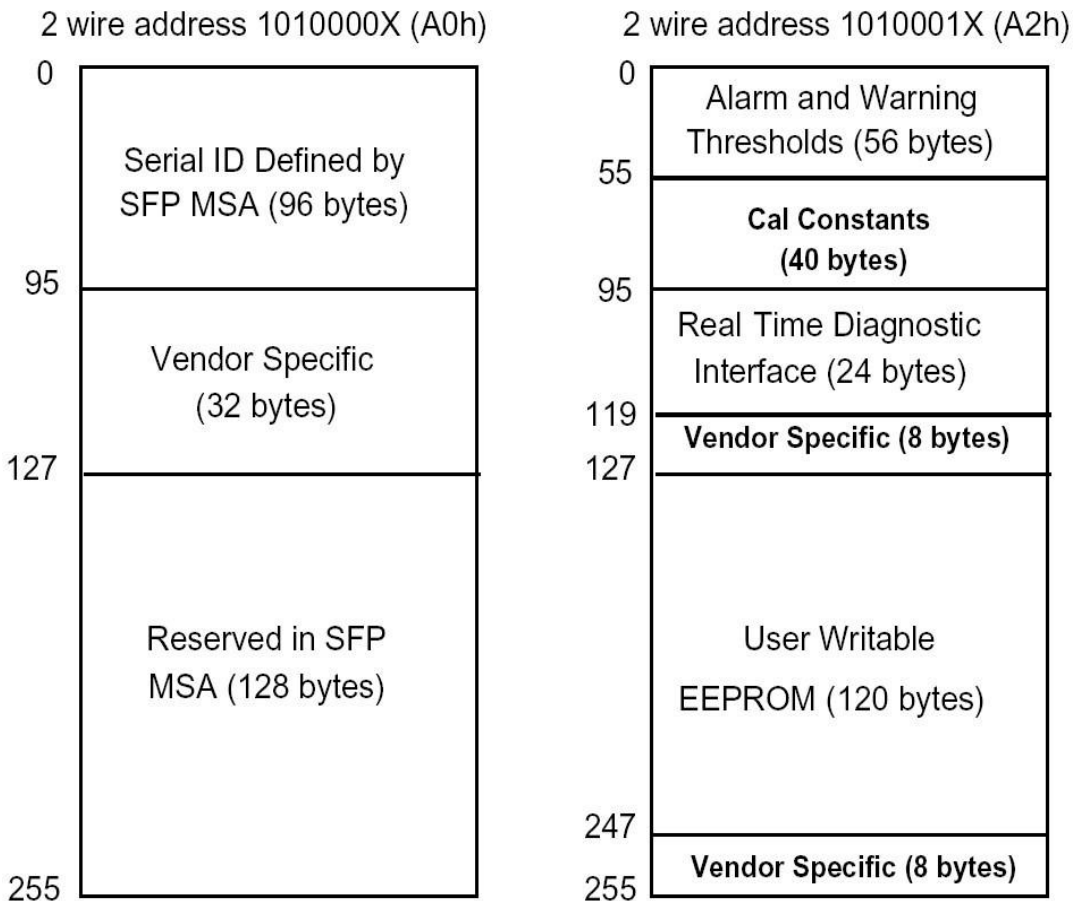 2 wire address 1010000X (A0h)
0
Serial ID Defined by
SFP MSA (96 bytes)
95
Vendor Specific
(32 bytes)
127
Reserved in SFP
MSA (128 bytes)
255
2 wire address 1010001X (A2h)
0
Alarm and Warning
Thresholds (56 bytes)
55
Cal Constants
(40 bytes)
95
Real Time Diagnostic
Interface (24 bytes)
119
Vendor Specific (8 bytes)
127
User Writable
EEPROM (120 bytes)
247
Vendor Specific (8 bytes)
255